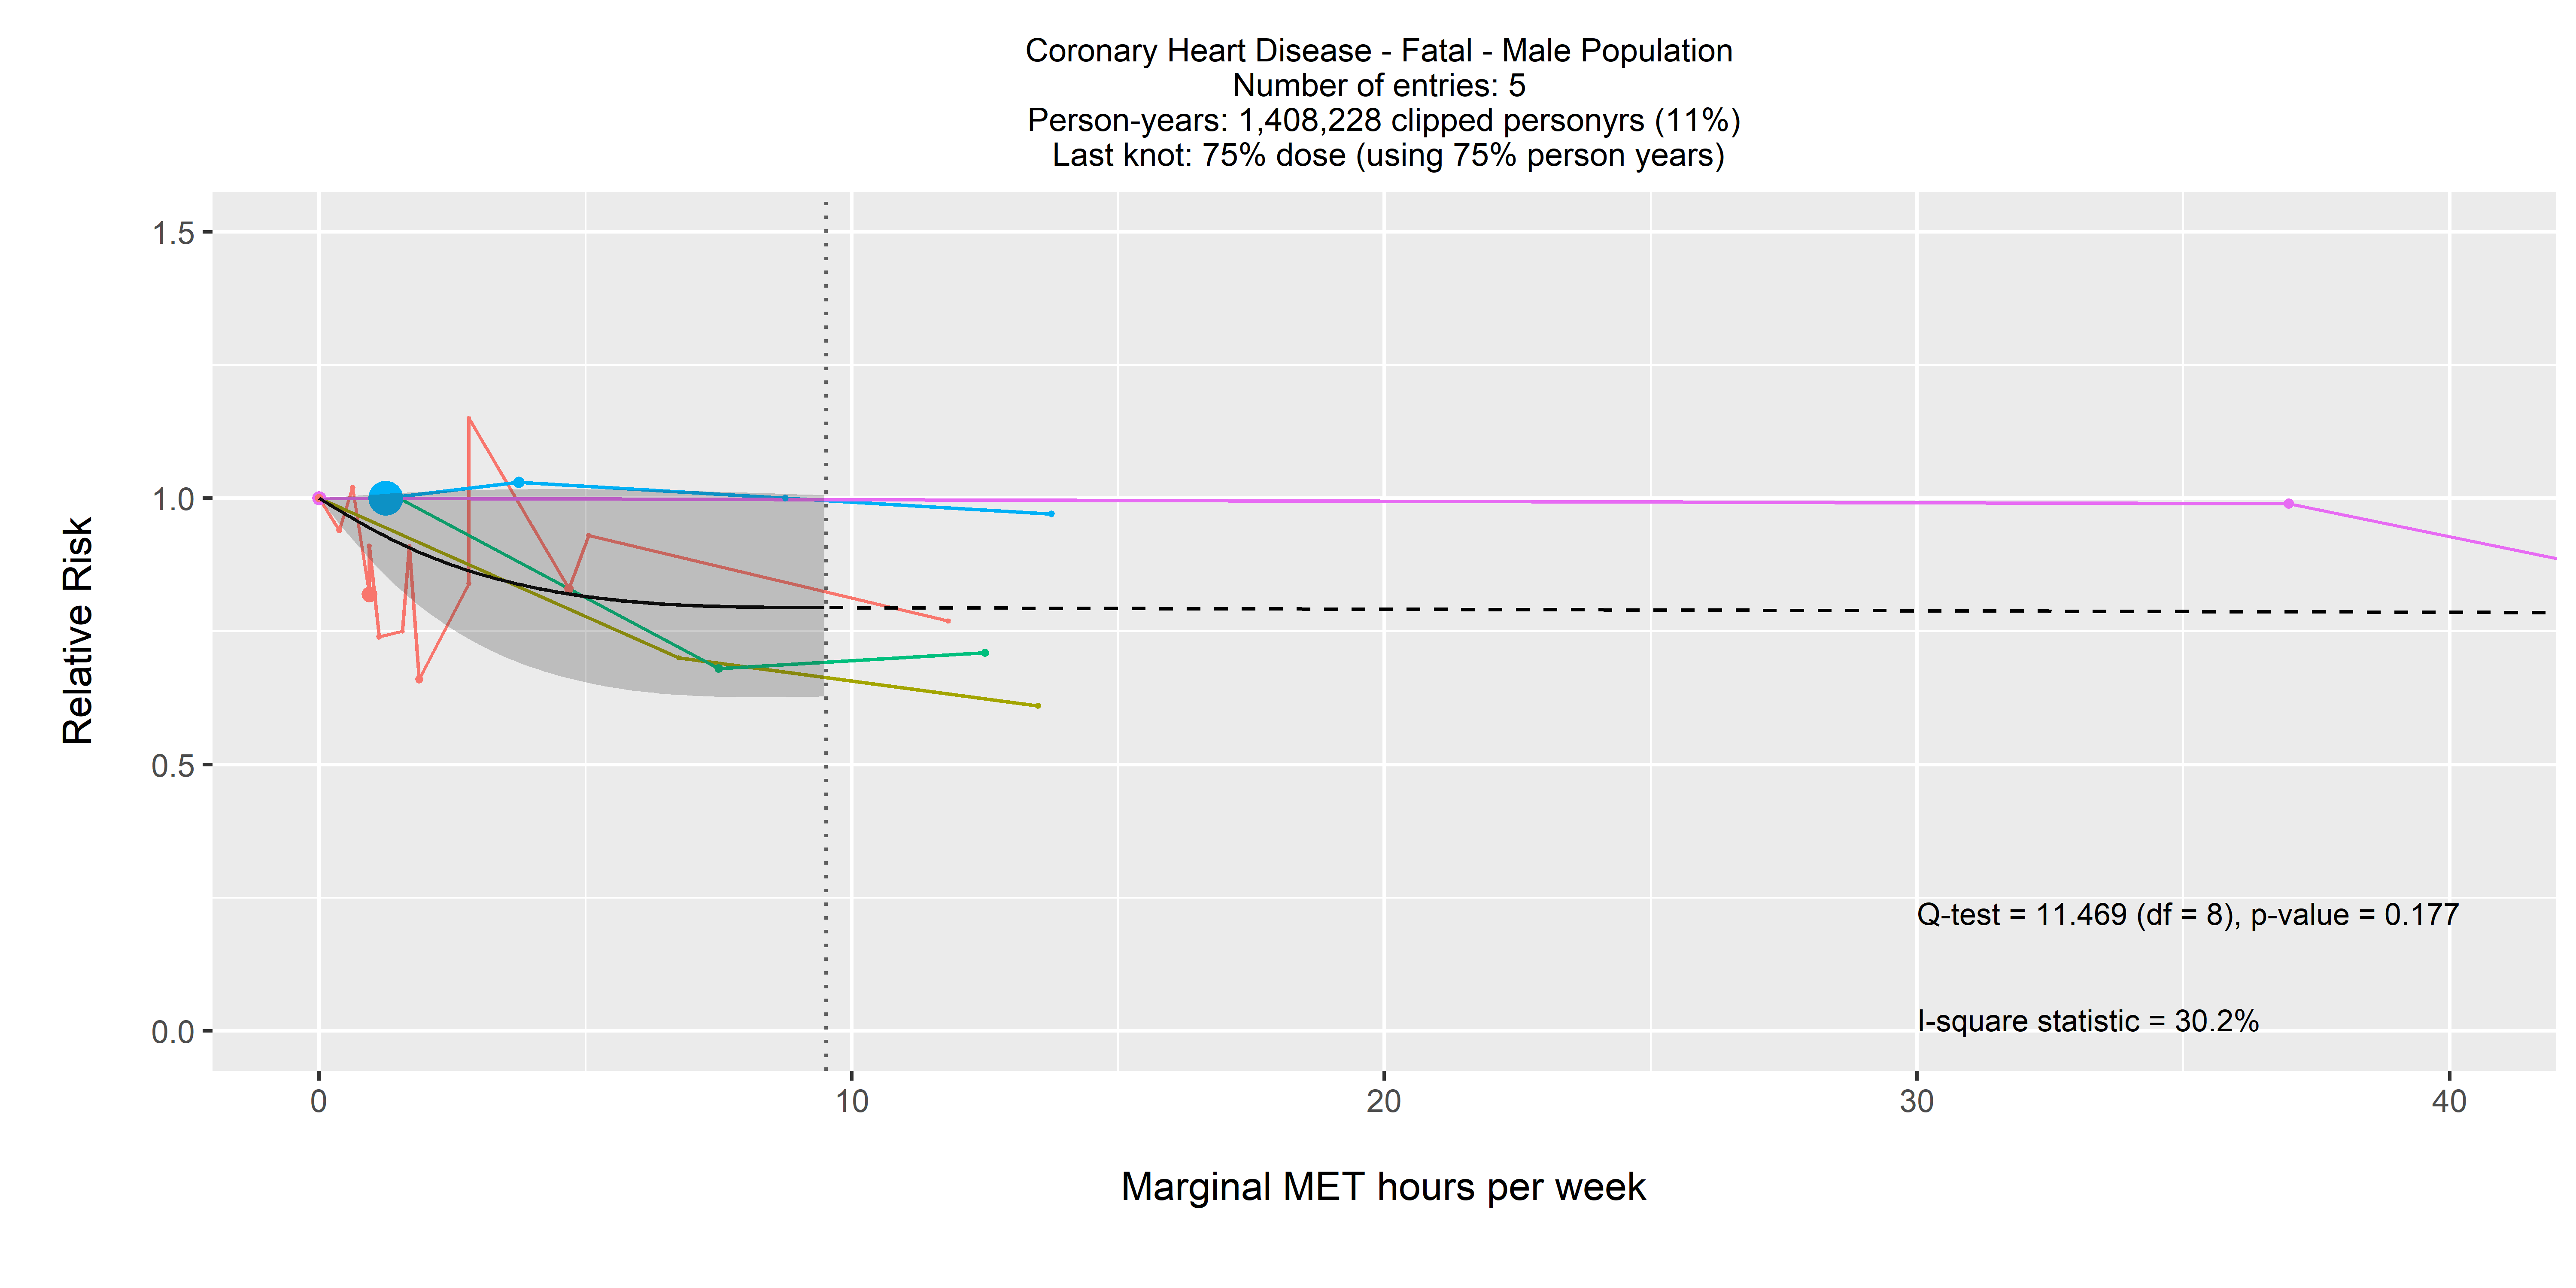 Coronary Heart Disease - Fatal - Male Population
Number of entries: 5
Person-years: 1,408,228 clipped personyrs (11%)
Last knot: 75% dose (using 75% person years)
1.5
1.0
0.5
0.0
Relative Risk
Q-test = 11.469 (df = 8), p-value = 0.177
I-square statistic = 30.2%
0 10 20 30 40
Marginal MET hours per week